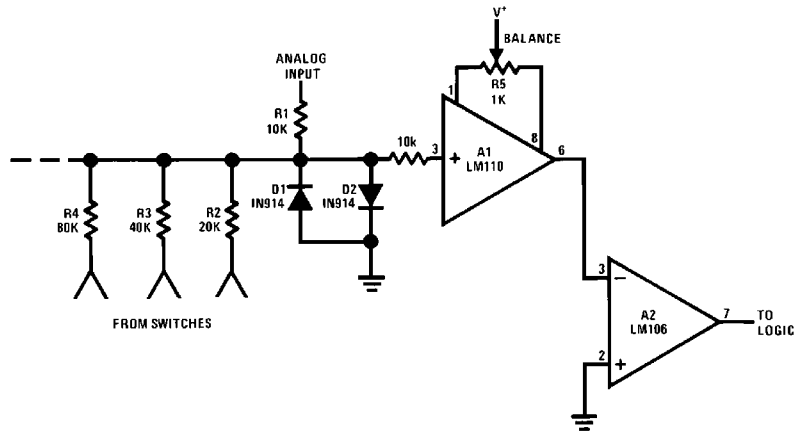 V+
BALANCE
ANALOG
INPUT
R5
1K
1
8
R1
10K
10k
3
+
A1
LM110
6
D1
IN914
D2
IN914
R4
80K
R3
40K
R2
20K
FROM SWITCHES
3
−
A2
LM106
7
TO
LOGIC
2
+